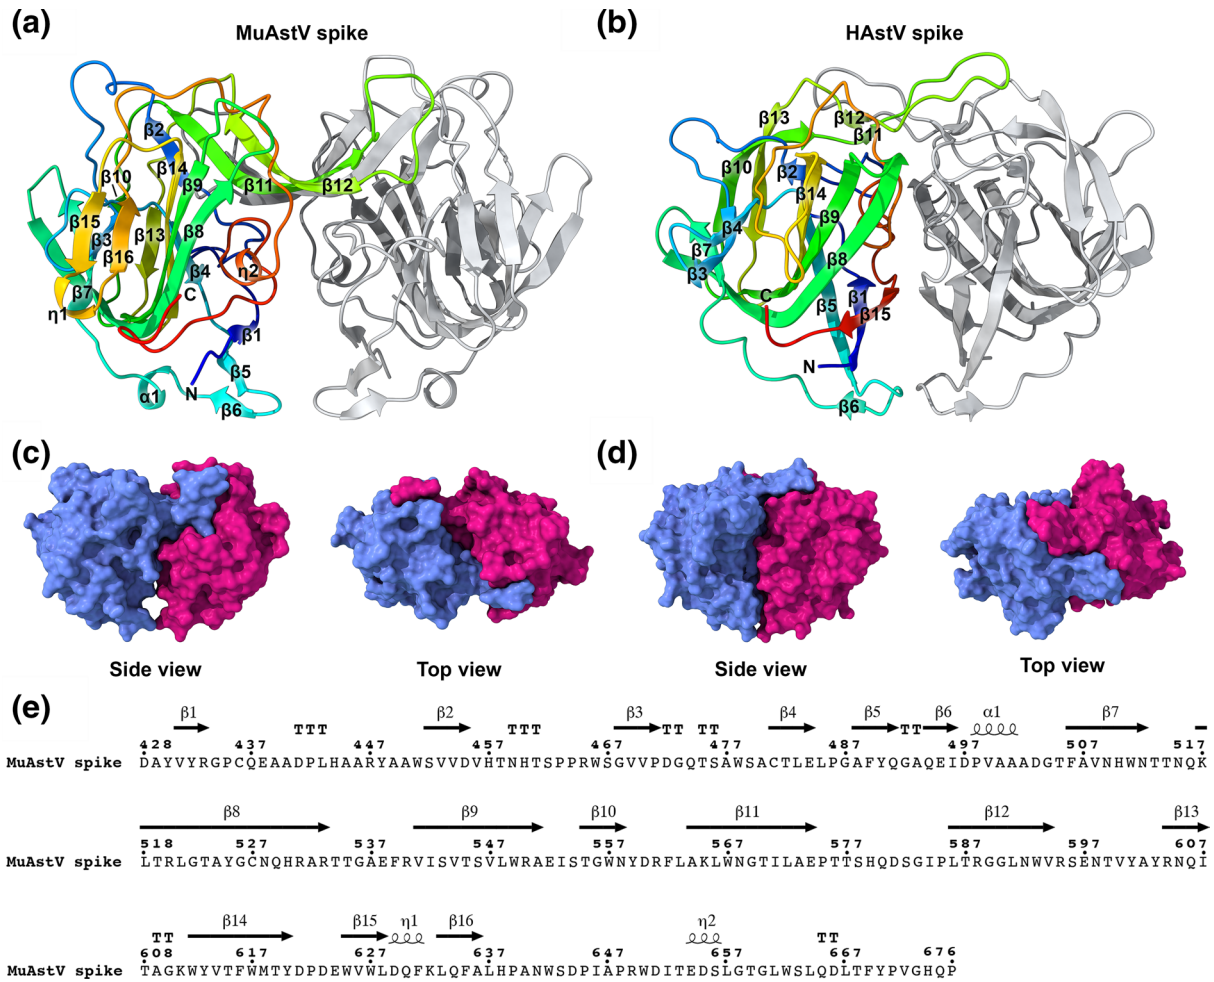 (a)
MuAstV spike
β2
β10
β14
β9
β11
β12
β15
β3
β13
β8
β16
β4
η2
β7
C
η1
β1
β5
α1
N
β6
(b)
HAstV spike
β13
β12
β11
β10
β2
β14
β4
β9
β7
β8
β3
C
β5
β1
β15
N
β6
(c)
Side view
Top view
(d)
Side view
Top view
(e)
β1 TTT β2 TTT β3 TT TT β4 β5 TT β6 α1 β7
428 437 447 457 467 477 487 497 507 517
MuAstV spike DAYVYRGPCQEAADPLHAARYAAWSVVDVHTNHTSPPRWSGVVPDGQTSAWSACTLELPGAFYQGAQEIDPVAAADGTFAVNHWNTTNQK
β8 β9 β10 β11 β12 β13
518 527 537 547 557 567 577 587 597 607
MuAstV spike LTRLGTAYGCNQHRARTTGAEFRVISVTSVLWRAEISTGWNYDRFLAKLWNGTILAEPTTSHQDSGIPLTRGGLNWVRSENTVYAYRNQI
TT β14 β15 η1 β16 η2 TT
608 617 627 637 647 657 667 676
MuAstV spike TAGKWYVTFWMTYDPDEWVWLDQFKLQFALHPANWSDPIAPRWDITEDSLGTGLWSLQDLTFYPVGHQP